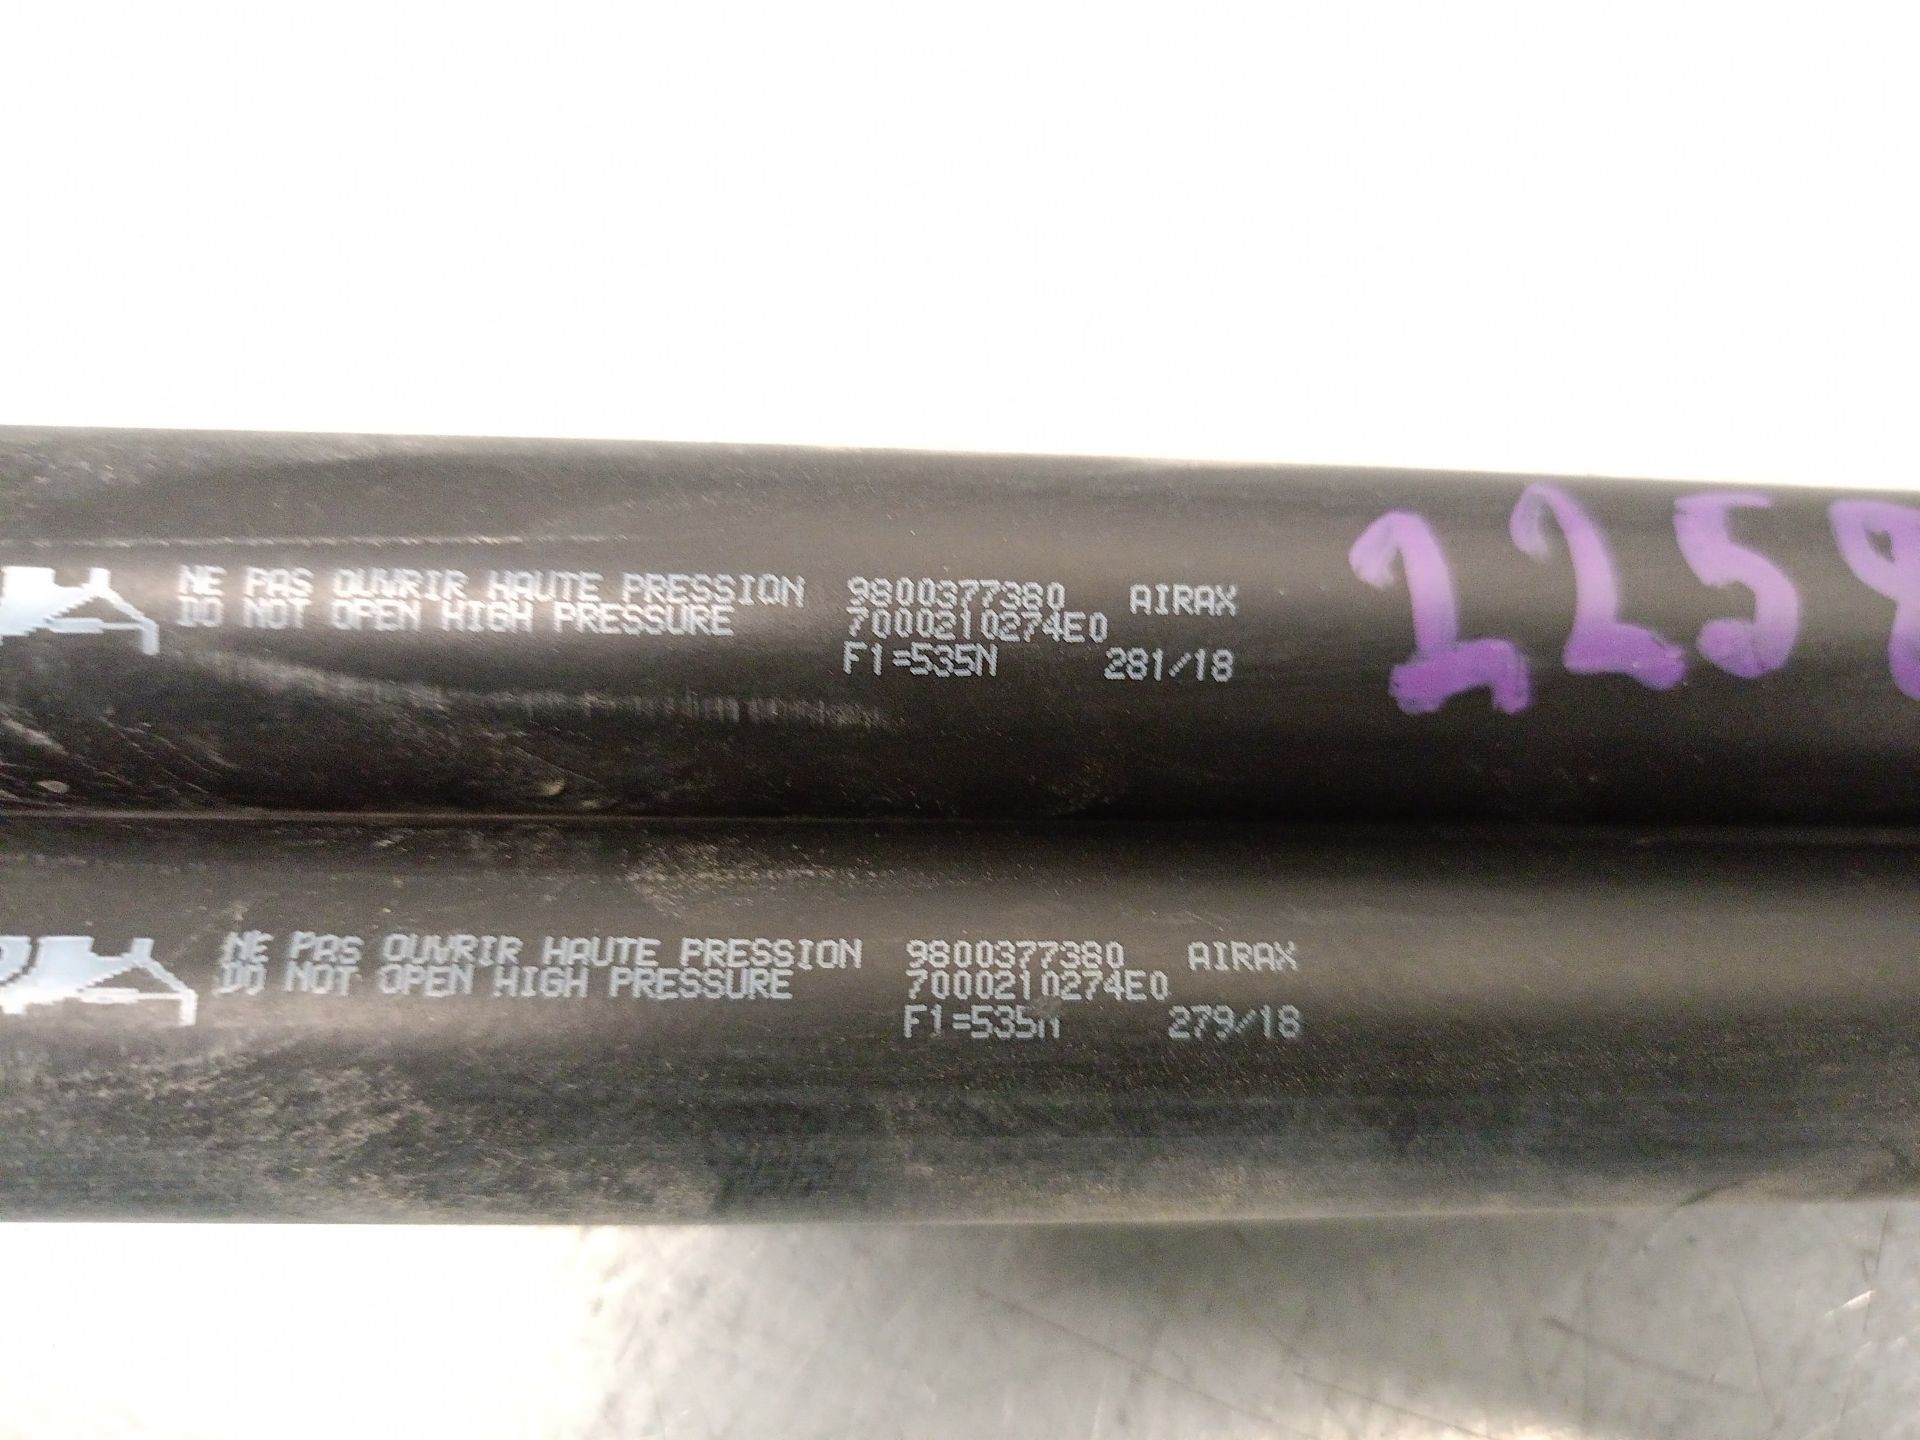 NE PAS OUVRIR HAUTE PRESSION 9800377380 AIRAX
DO NOT OPEN HIGH PRESSURE 7000210274E0
F1=535N 281/18
225
NE PAS OUVRIR HAUTE PRESSION 9800377380 AIRAX
DO NOT OPEN HIGH PRESSURE 7000210274E0
F1=535N 279/18